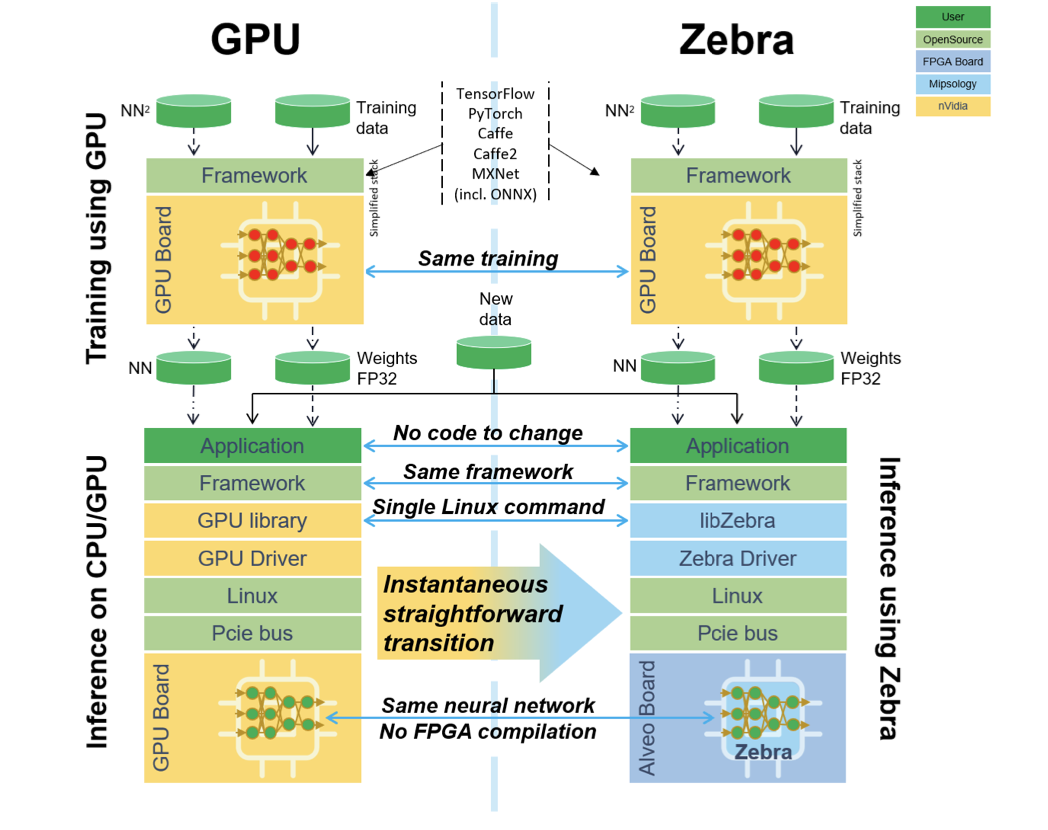 GPU
Zebra
User
OpenSource
FPGA Board
Mipsology
nVidia
NN²
Training
data
TensorFlow
PyTorch
Caffe
Caffe2
MXNet
(incl. ONNX)
NN²
Training
data
Training using GPU
Framework
Simplified stack
GPU Board
Same training
Framework
Simplified stack
GPU Board
New
data
NN
Weights
FP32
NN
Weights
FP32
Inference on CPU/GPU
Application
Framework
GPU library
GPU Driver
Linux
Pcie bus
GPU Board
No code to change
Same framework
Single Linux command
Instantaneous
straightforward
transition
Same neural network
No FPGA compilation
Application
Framework
libZebra
Zebra Driver
Linux
Pcie bus
Alveo Board
Zebra
Inference using Zebra